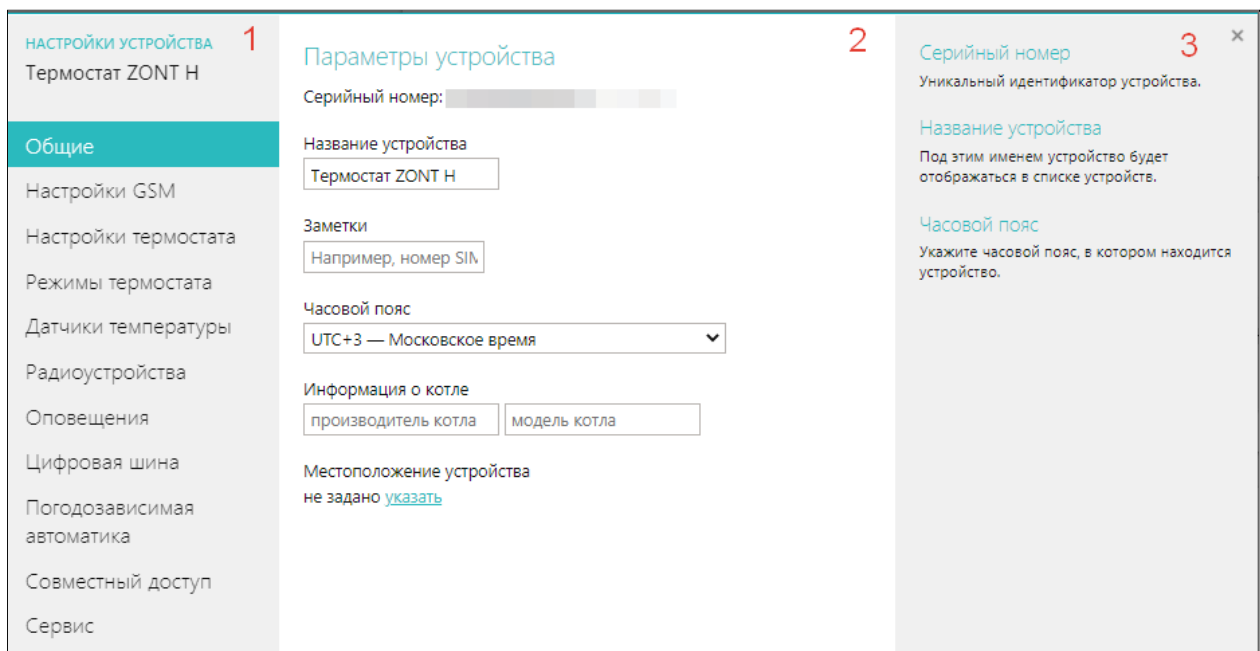 НАСТРОЙКИ УСТРОЙСТВА
1
Термостат ZONT H
Общие
Настройки GSM
Настройки термостата
Режимы термостата
Датчики температуры
Радиоустройства
Оповещения
Цифровая шина
Погодозависимая
автоматика
Совместный доступ
Сервис
Параметры устройства
2
Серийный номер:
Название устройства
Термостат ZONT H
Заметки
Например, номер SIM
Часовой пояс
UTC+3 — Московское время
Информация о котле
производитель котла модель котла
Местоположение устройства
не задано указать
Серийный номер
3
×
Уникальный идентификатор устройства.
Название устройства
Под этим именем устройство будет
отображаться в списке устройств.
Часовой пояс
Укажите часовой пояс, в котором находится
устройство.